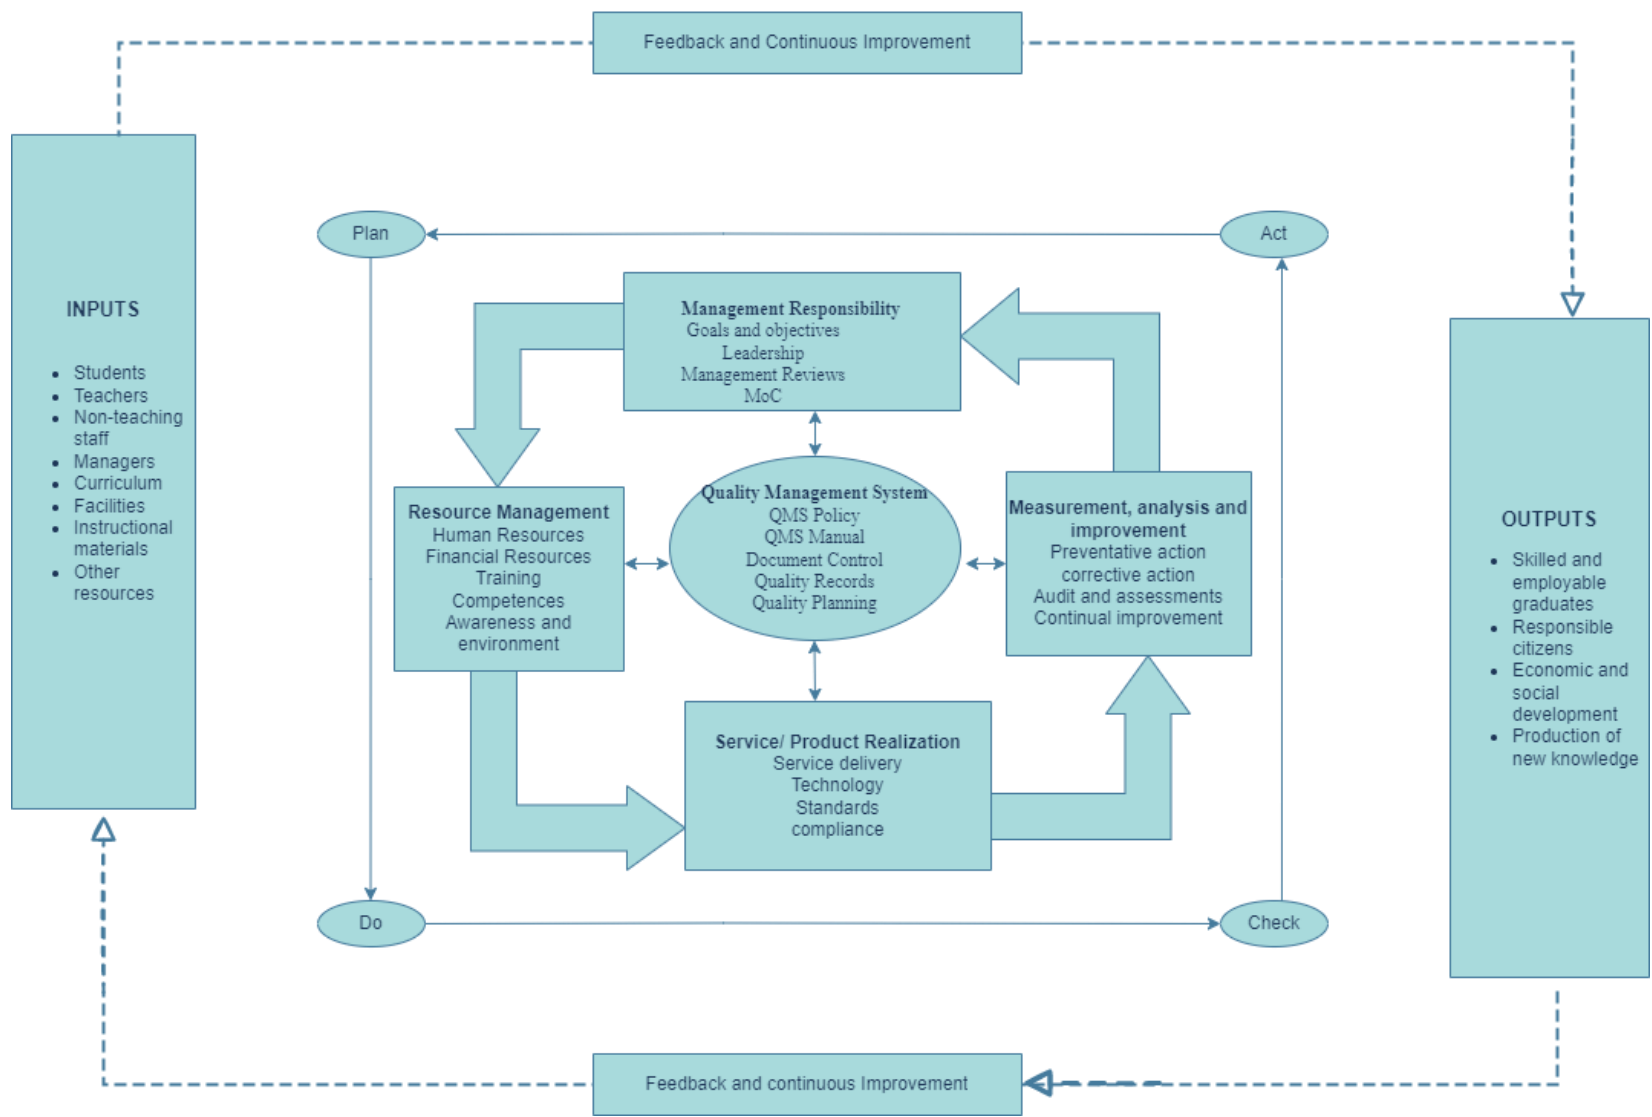 Feedback and Continuous Improvement
INPUTS
Students
Teachers
Non-teaching
staff
Managers
Curriculum
Facilities
Instructional
materials
Other
resources
Plan
Act
Management Responsibility
Goals and objectives
Leadership
Management Reviews
MoC
Resource Management
Human Resources
Financial Resources
Training
Competences
Awareness and
environment
Quality Management System
QMS Policy
QMS Manual
Document Control
Quality Records
Quality Planning
Measurement, analysis and
improvement
Preventative action
corrective action
Audit and assessments
Continual improvement
Service/ Product Realization
Service delivery
Technology
Standards
compliance
Do
Check
OUTPUTS
Skilled and
employable
graduates
Responsible
citizens
Economic and
social
development
Production of
new knowledge
Feedback and continuous Improvement